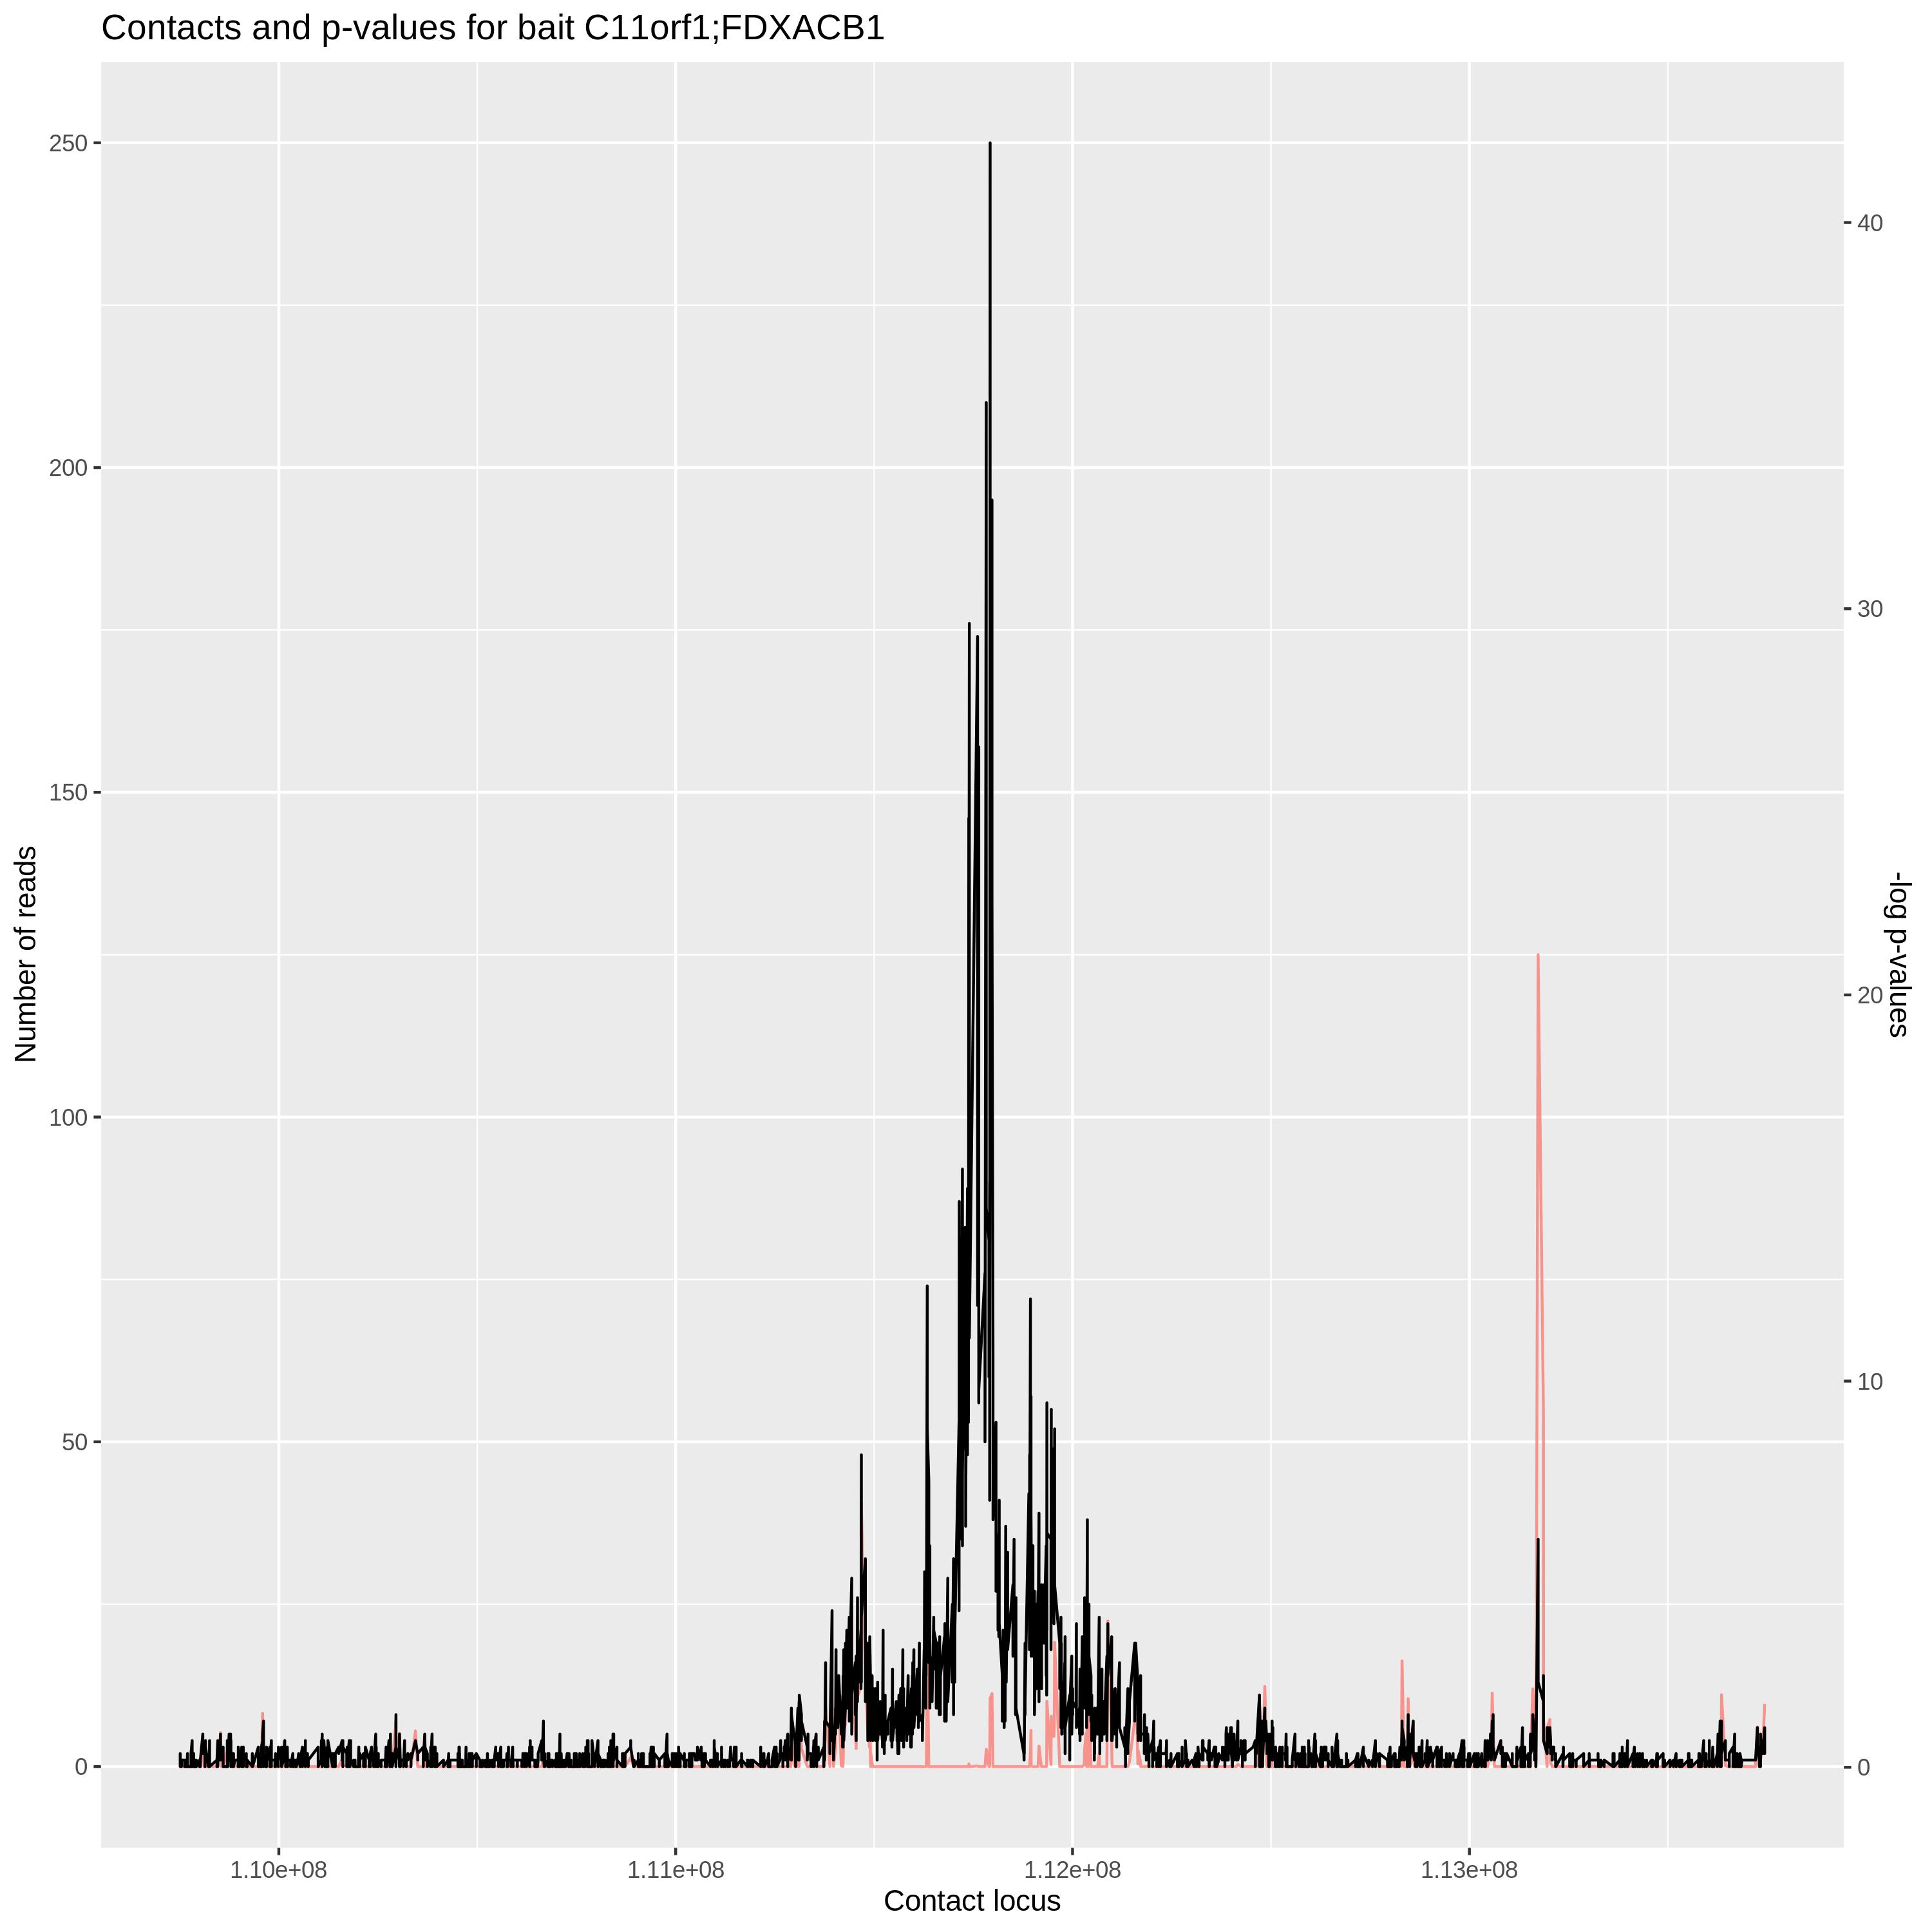 Contacts and p-values for bait C11orf1;FDXACB1
250
200
150
100
50
0
Number of reads
40
30
20
10
0
-log p-values
1.10e+08
1.11e+08
1.12e+08
1.13e+08
Contact locus